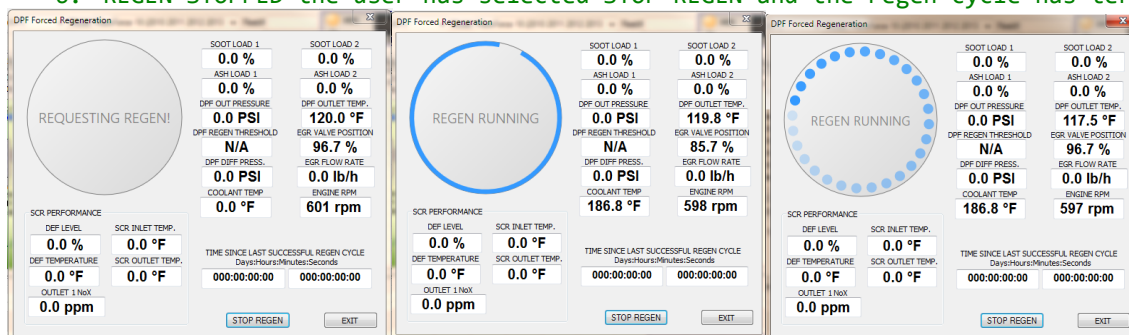 6. REGEN STOPPED the user has selected STOP REGEN and the regen cycle has ter
DPF Forced Regeneration
REQUESTING REGEN!
SOOT LOAD 1 SOOT LOAD 2
0.0 % 0.0 %
ASH LOAD 1 ASH LOAD 2
0.0 % 0.0 %
DPF OUT PRESSURE DPF OUTLET TEMP.
0.0 PSI 120.0 °F
DPF REGEN THRESHOLD EGR VALVE POSITION
N/A 96.7 %
DPF DIFF PRESS. EGR FLOW RATE
0.0 PSI 0.0 lb/h
COOLANT TEMP ENGINE RPM
0.0 °F 601 rpm
SCR PERFORMANCE
DEF LEVEL SCR INLET TEMP.
0.0 % 0.0 °F
DEF TEMPERATURE SCR OUTLET TEMP.
0.0 °F 0.0 °F
OUTLET 1 NoX
0.0 ppm
TIME SINCE LAST SUCCESSFUL REGEN CYCLE
Days:Hours:Minutes:Seconds
000:00:00:00 000:00:00:00
STOP REGEN EXIT
DPF Forced Regeneration
REGEN RUNNING
SOOT LOAD 1 SOOT LOAD 2
0.0 % 0.0 %
ASH LOAD 1 ASH LOAD 2
0.0 % 0.0 %
DPF OUT PRESSURE DPF OUTLET TEMP.
0.0 PSI 119.8 °F
DPF REGEN THRESHOLD EGR VALVE POSITION
N/A 85.7 %
DPF DIFF PRESS. EGR FLOW RATE
0.0 PSI 0.0 lb/h
COOLANT TEMP ENGINE RPM
186.8 °F 598 rpm
SCR PERFORMANCE
DEF LEVEL SCR INLET TEMP.
0.0 % 0.0 °F
DEF TEMPERATURE SCR OUTLET TEMP.
0.0 °F 0.0 °F
OUTLET 1 NoX
0.0 ppm
TIME SINCE LAST SUCCESSFUL REGEN CYCLE
Days:Hours:Minutes:Seconds
000:00:00:00 000:00:00:00
STOP REGEN EXIT
DPF Forced Regeneration
REGEN RUNNING
SOOT LOAD 1 SOOT LOAD 2
0.0 % 0.0 %
ASH LOAD 1 ASH LOAD 2
0.0 % 0.0 %
DPF OUT PRESSURE DPF OUTLET TEMP.
0.0 PSI 117.5 °F
DPF REGEN THRESHOLD EGR VALVE POSITION
N/A 96.7 %
DPF DIFF PRESS. EGR FLOW RATE
0.0 PSI 0.0 lb/h
COOLANT TEMP ENGINE RPM
186.8 °F 597 rpm
SCR PERFORMANCE
DEF LEVEL SCR INLET TEMP.
0.0 % 0.0 °F
DEF TEMPERATURE SCR OUTLET TEMP.
0.0 °F 0.0 °F
OUTLET 1 NoX
0.0 ppm
TIME SINCE LAST SUCCESSFUL REGEN CYCLE
Days:Hours:Minutes:Seconds
000:00:00:00 000:00:00:00
STOP REGEN EXIT